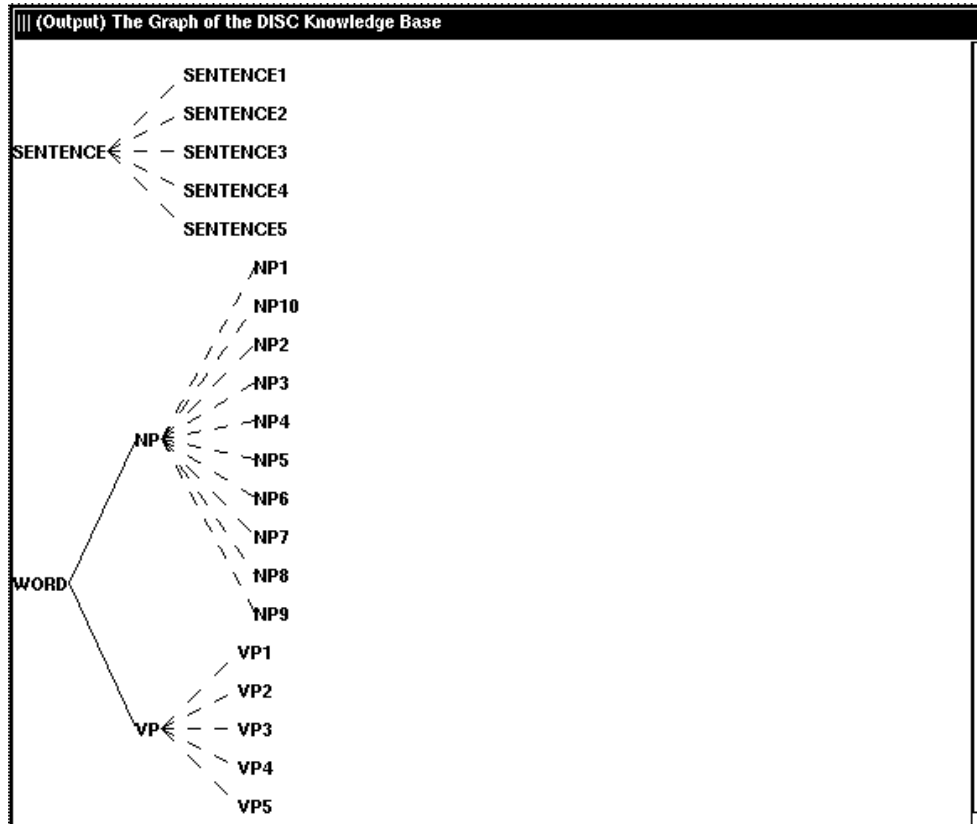 ||| (Output) The Graph of the DISC Knowledge Base
SENTENCE1
SENTENCE2
SENTENCE SENTENCE3
SENTENCE4
SENTENCE5
NP1
NP10
NP2
NP3
NP4
NP
NP5
NP6
NP7
NP8
WORD
NP9
VP1
VP2
VP VP3
VP4
VP5